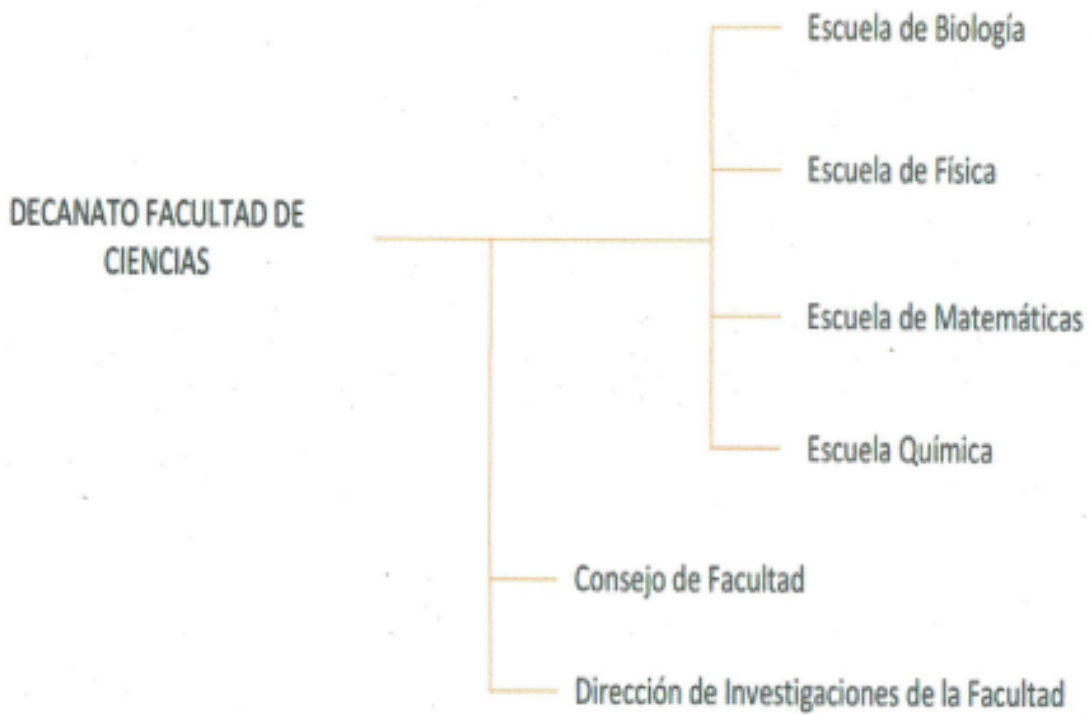 Escuela de Biología
Escuela de Física
DECANATO FACULTAD DE
CIENCIAS
Escuela de Matemáticas
Escuela Química
Consejo de Facultad
Dirección de Investigaciones de la Facultad